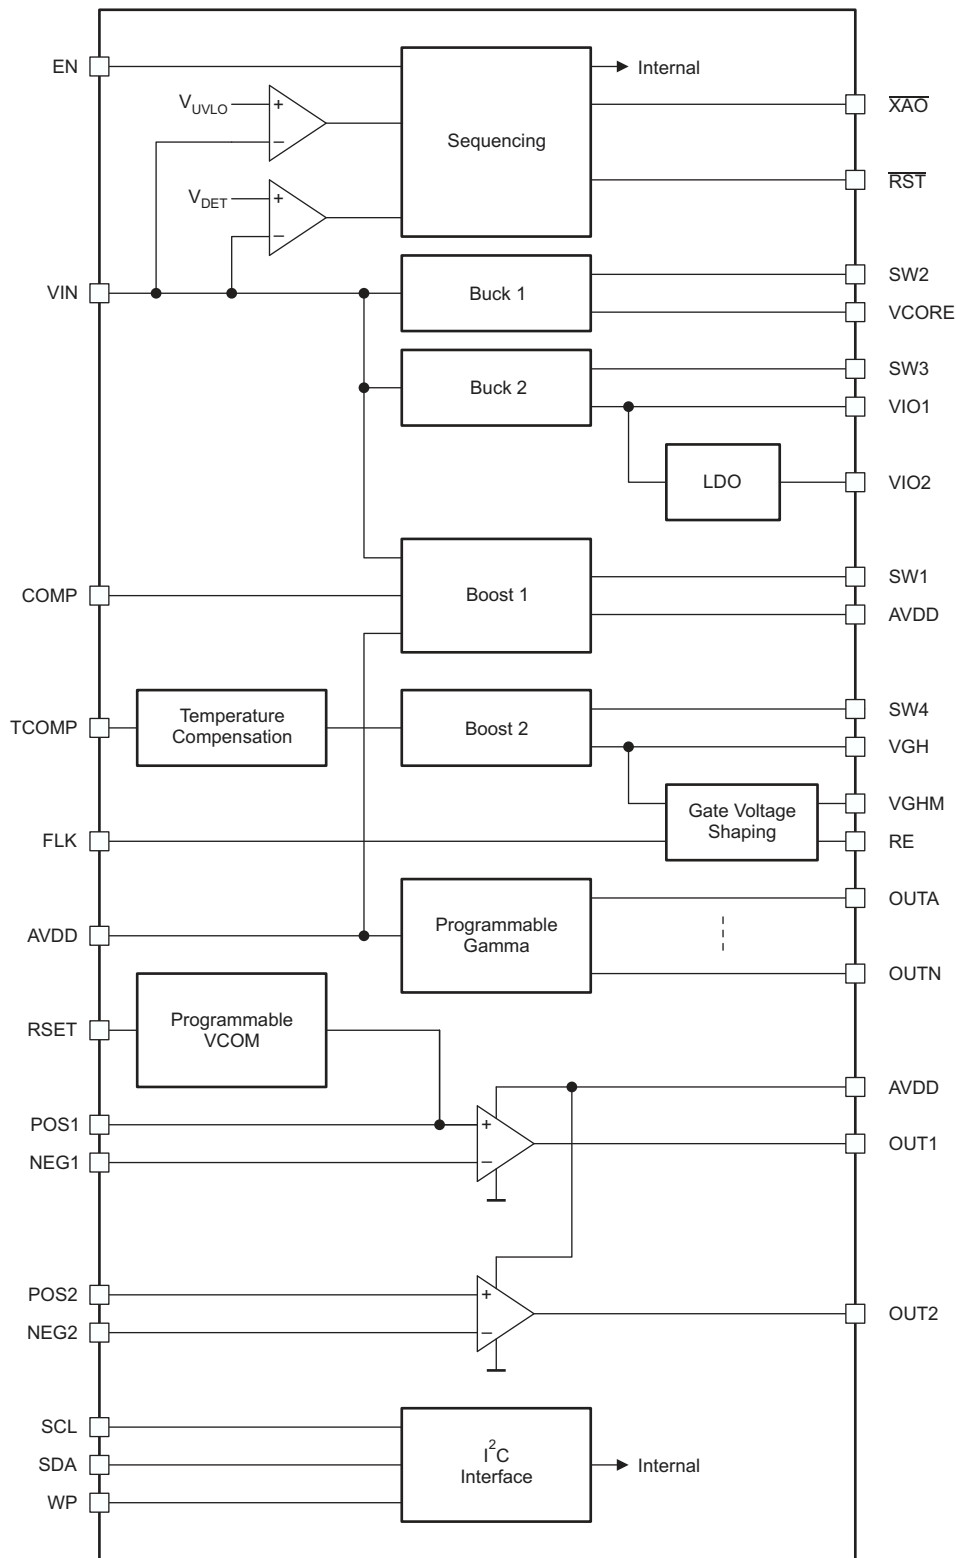 EN
Internal
VUVLO
+
−
XAO
Sequencing
RST
VDET
+
−
SW2
VIN
Buck 1
VCORE
SW3
Buck 2
VIO1
LDO
VIO2
SW1
COMP
Boost 1
AVDD
SW4
TCOMP
Temperature
Compensation
Boost 2
VGH
VGHM
Gate Voltage
Shaping
FLK
RE
OUTA
AVDD
Programmable
Gamma
OUTN
RSET
Programmable
VCOM
AVDD
POS1
+
OUT1
NEG1
−
POS2
+
OUT2
NEG2
−
SCL
SDA
I²C
Interface
Internal
WP